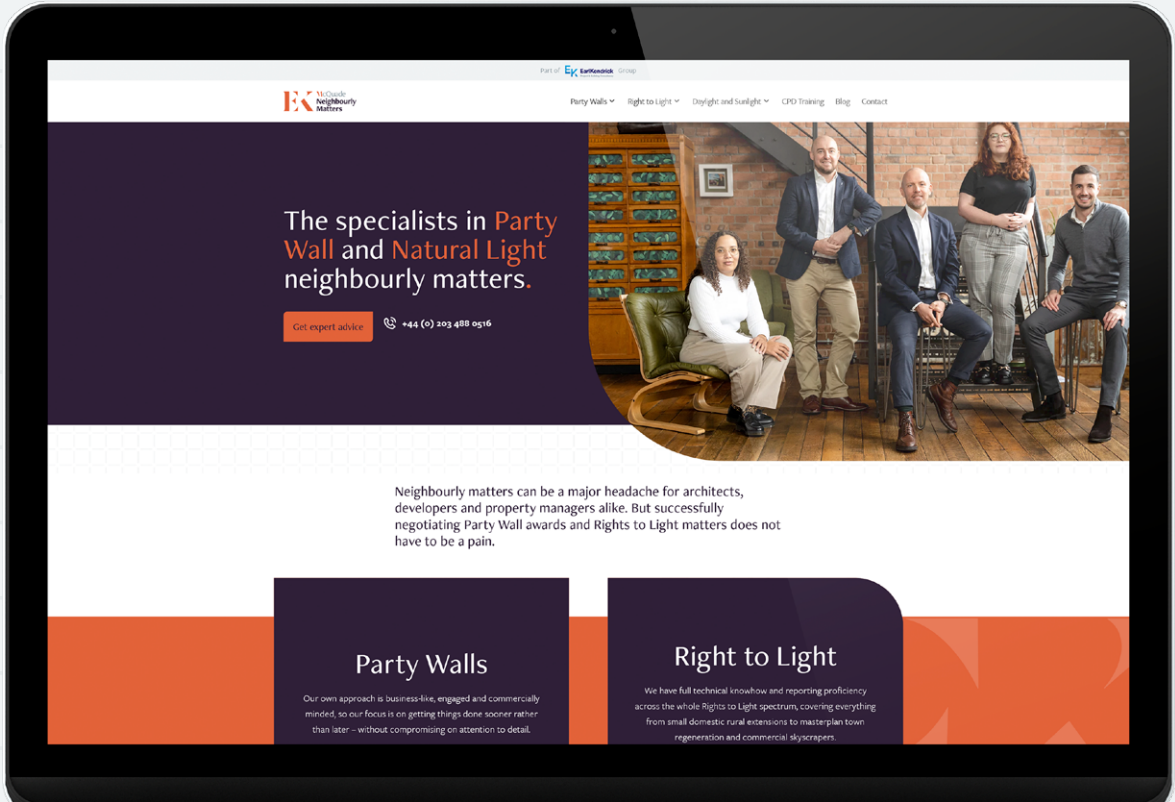 Part of EK EarlKendrick Group
EK McQuade
Neighbourly
Matters
Party Walls Right to Light Daylight and Sunlight CPD Training Blog Contact
The specialists in Party
Wall and Natural Light
neighbourly matters.
Get expert advice +44 (0) 203 488 0516
Neighbourly matters can be a major headache for architects,
developers and property managers alike. But successfully
negotiating Party Wall awards and Rights to Light matters does not
have to be a pain.
Party Walls
Our own approach is business-like, engaged and commercially
minded, so our focus is on getting things done sooner rather
than later – without compromising on attention to detail.
Right to Light
We have full technical knowhow and reporting proficiency
across the whole Rights to Light spectrum, covering everything
from small domestic rural extensions to masterplan town
regeneration and commercial skyscrapers.